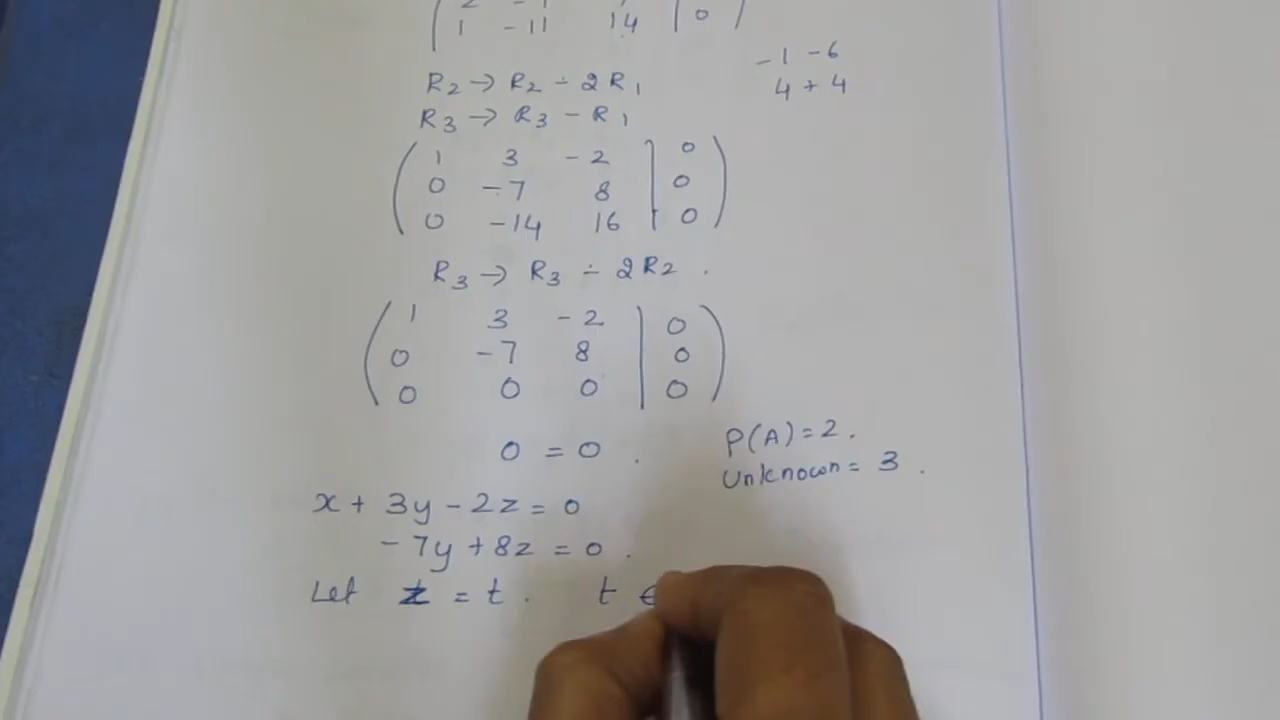 1 -11 14 | 0
-1 -6
4 + 4
R2 → R2 - 2R1
R3 → R3 - R1
1 3 -2 | 0
0 -7 8 | 0
0 -14 16 | 0
R3 → R3 - 2R2 .
1 3 -2 | 0
0 -7 8 | 0
0 0 0 | 0
0 = 0 .
P(A) = 2 .
Unknown = 3 .
x + 3y - 2z = 0
-7y + 8z = 0 .
Let z = t . t ∈